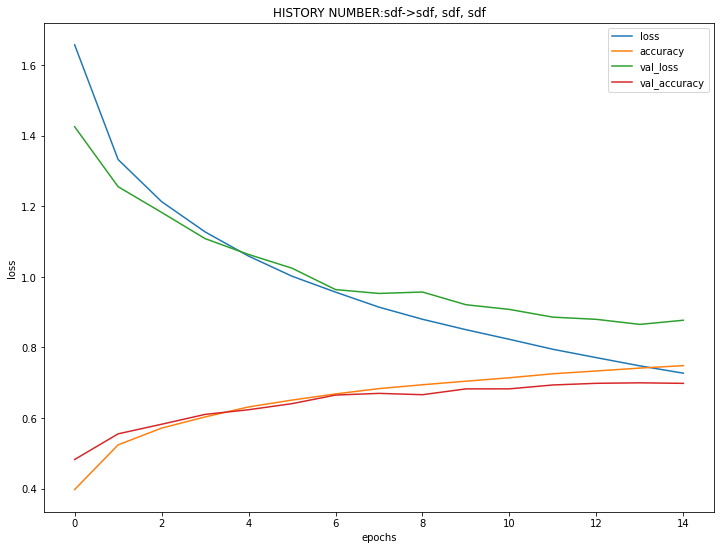 HISTORY NUMBER:sdf->sdf, sdf, sdf
loss
accuracy
val_loss
val_accuracy
1.6
1.4
1.2
1.0
0.8
0.6
0.4
loss
0 2 4 6 8 10 12 14
epochs